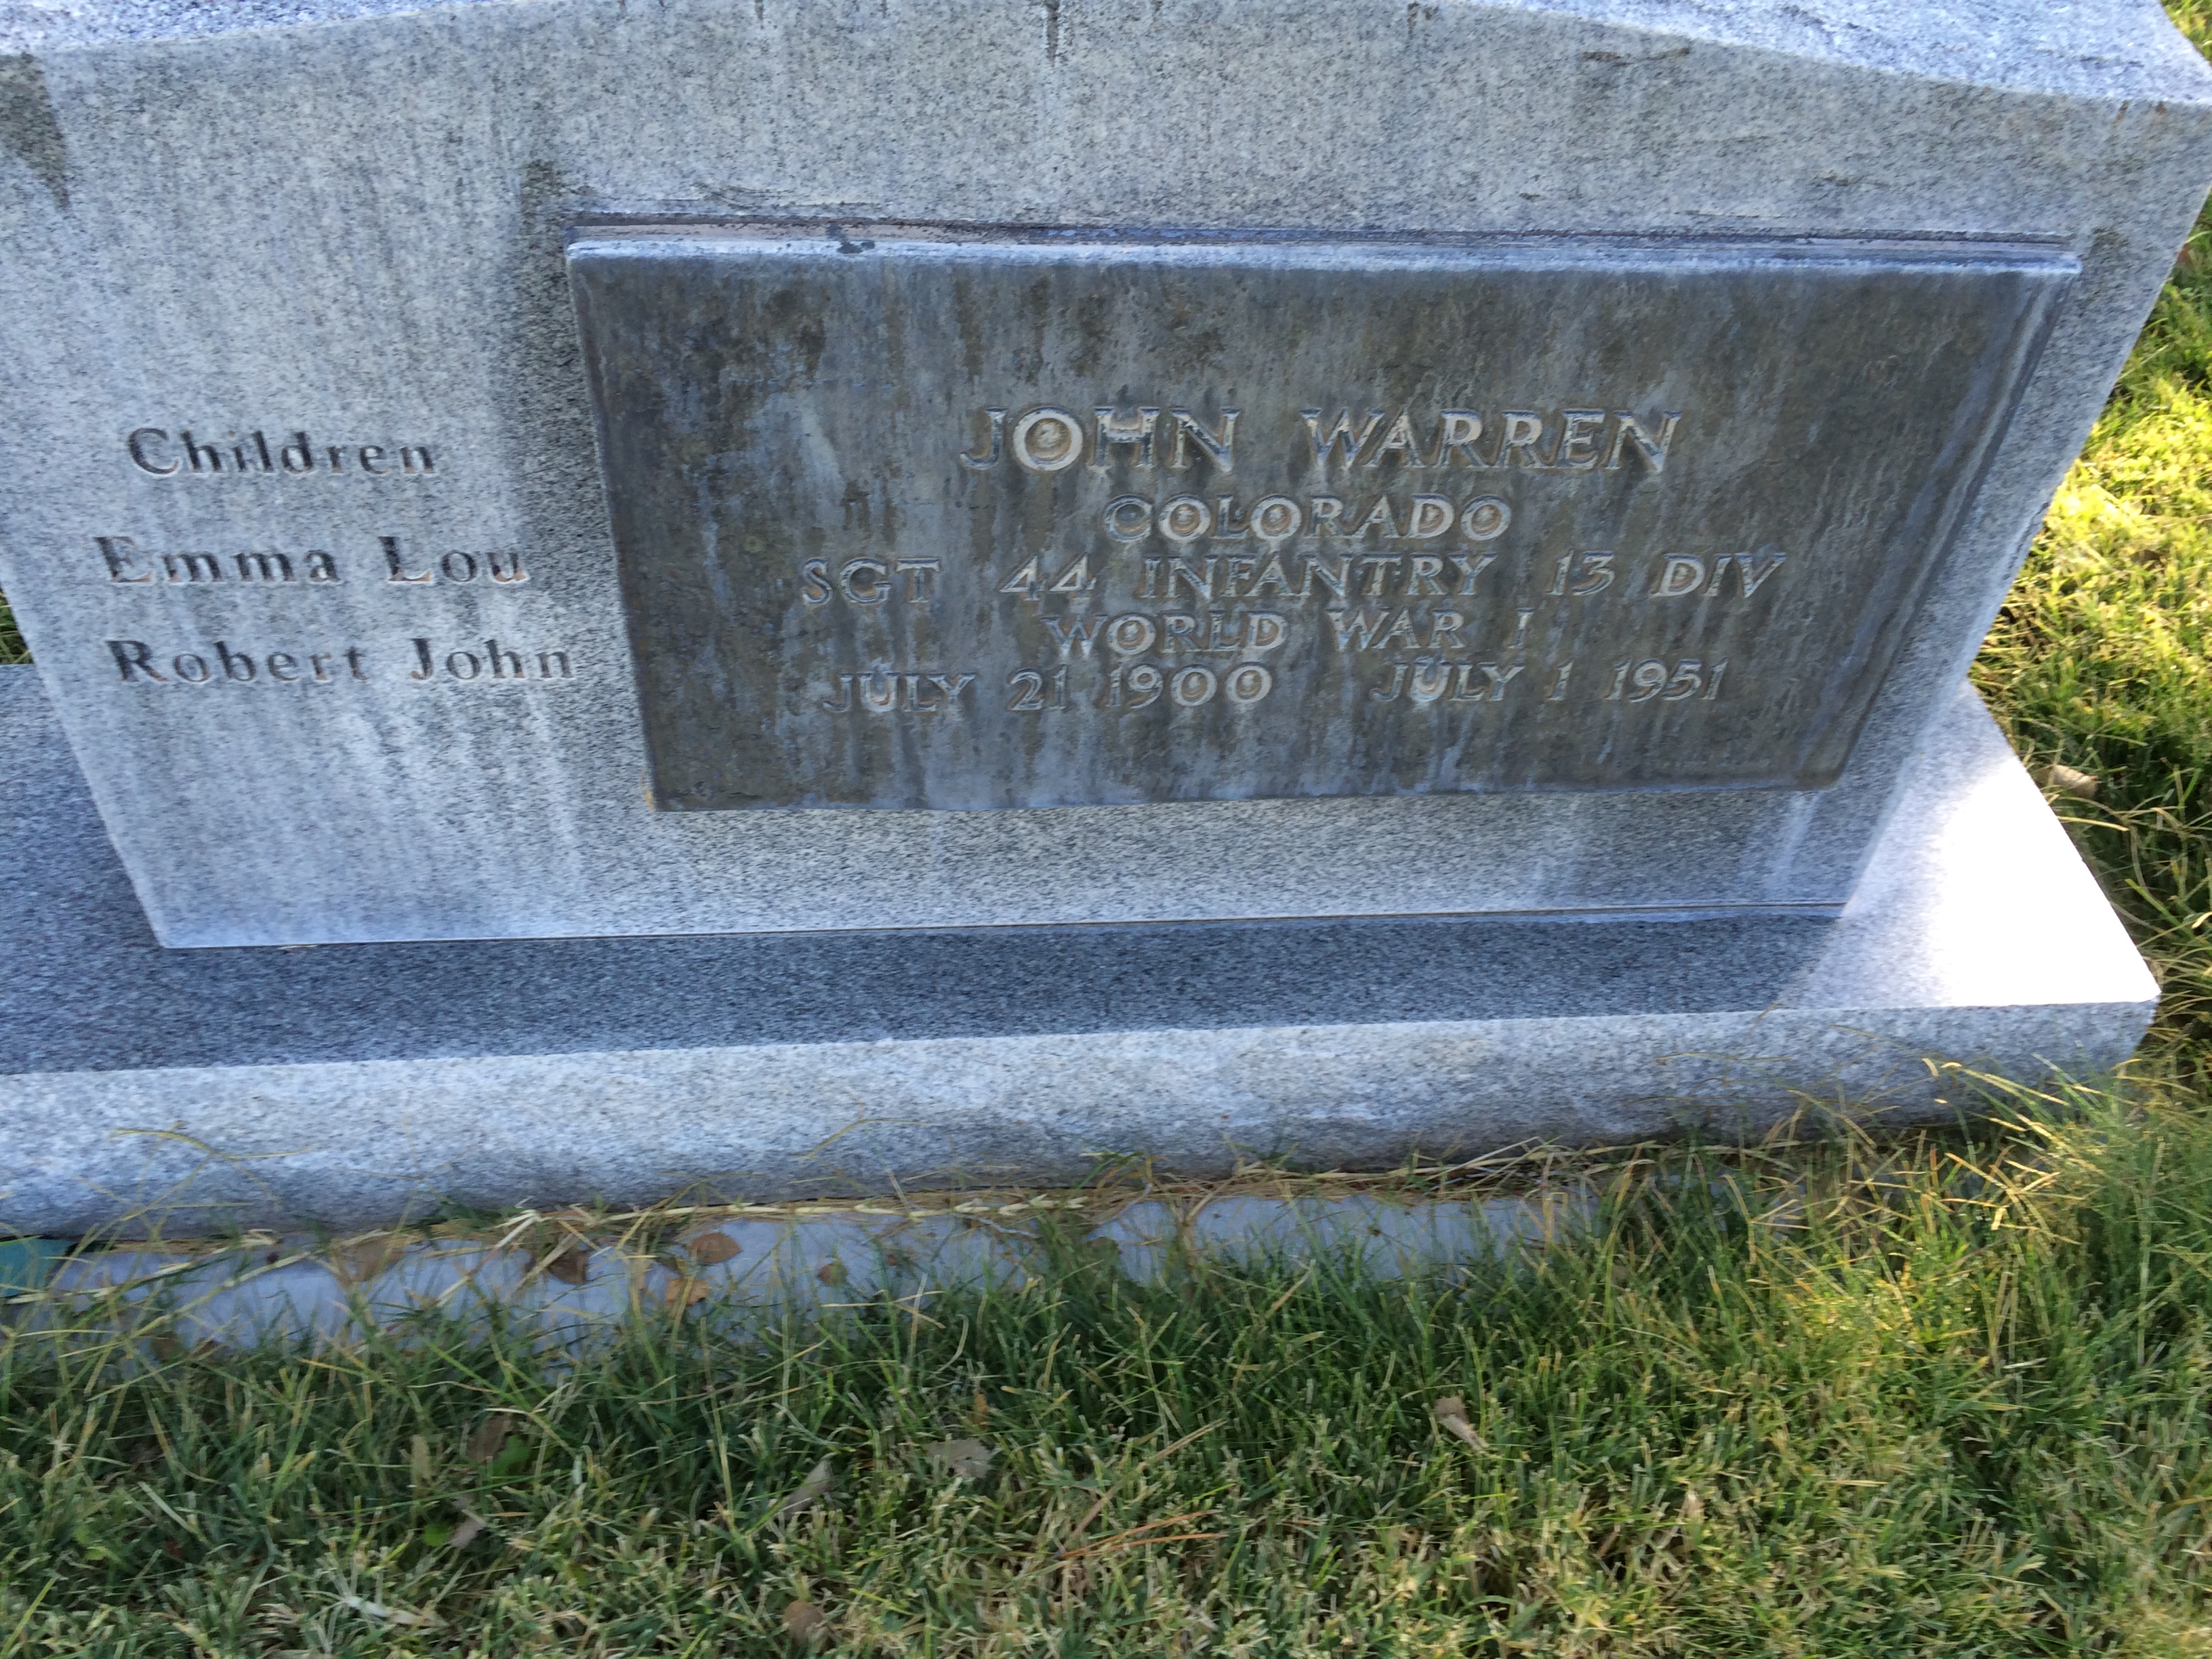 Children
Emma Lou
Robert John
JOHN WARREN
COLORADO
SGT 44 INFANTRY 13 DIV
WORLD WAR I
JULY 21 1900 JULY 1 1951